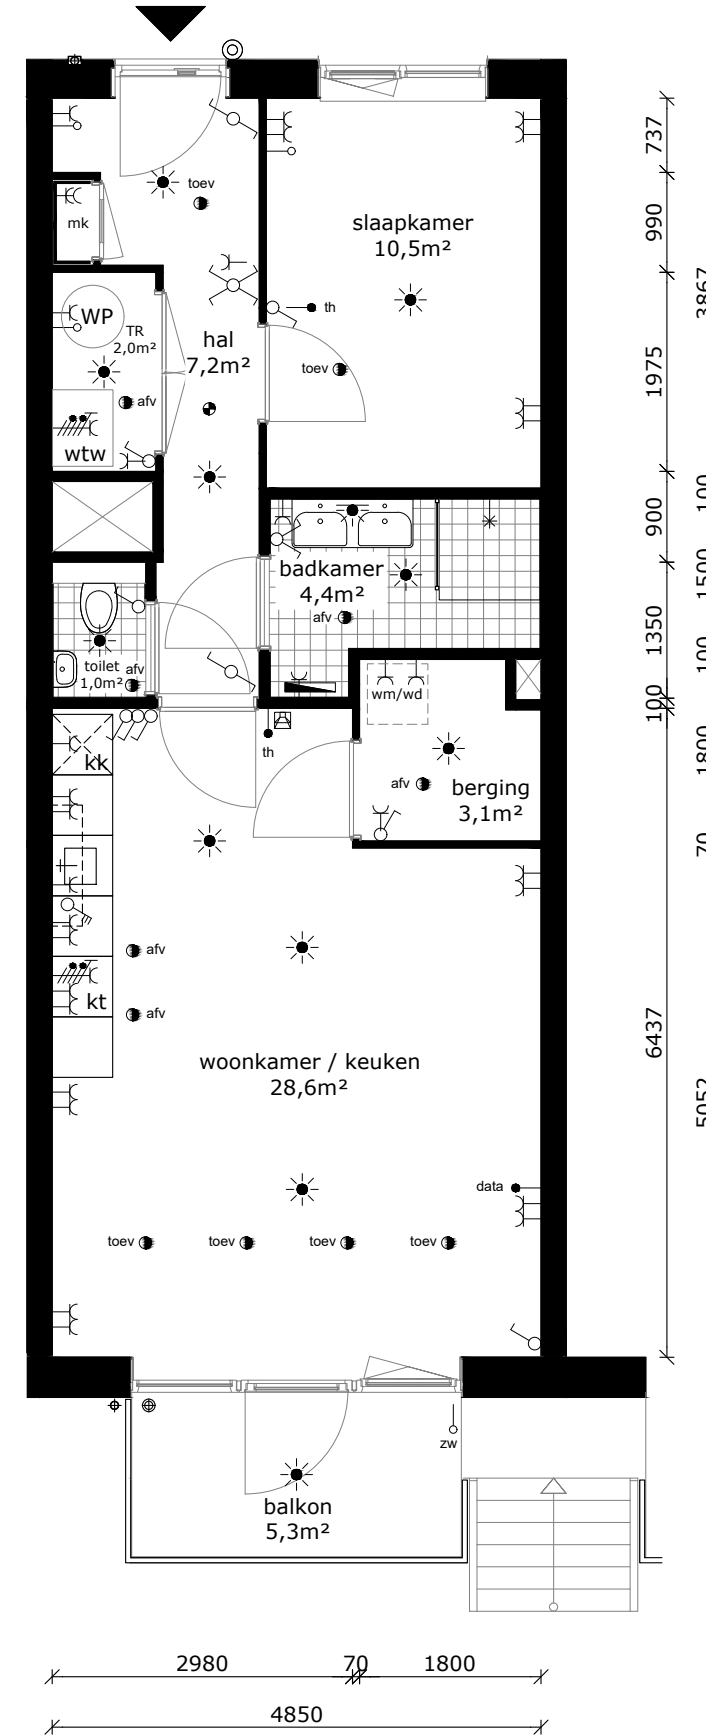 toev
mk
slaapkamer
10,5m²
WP
TR
2,0m²
th
hal
7,2m²
toev
afv
wtw
badkamer
4,4m²
afv
toilet
1,0m²
afv
wm/wd
th
kk
afv
berging
3,1m²
afv
kt
afv
woonkamer / keuken
28,6m²
data
toev
toev
toev
toev
zw
balkon
5,3m²
737
990
1975
900
1350
100
6437
3867
100
1500
100
1800
70
5052
2980
70
1800
4850